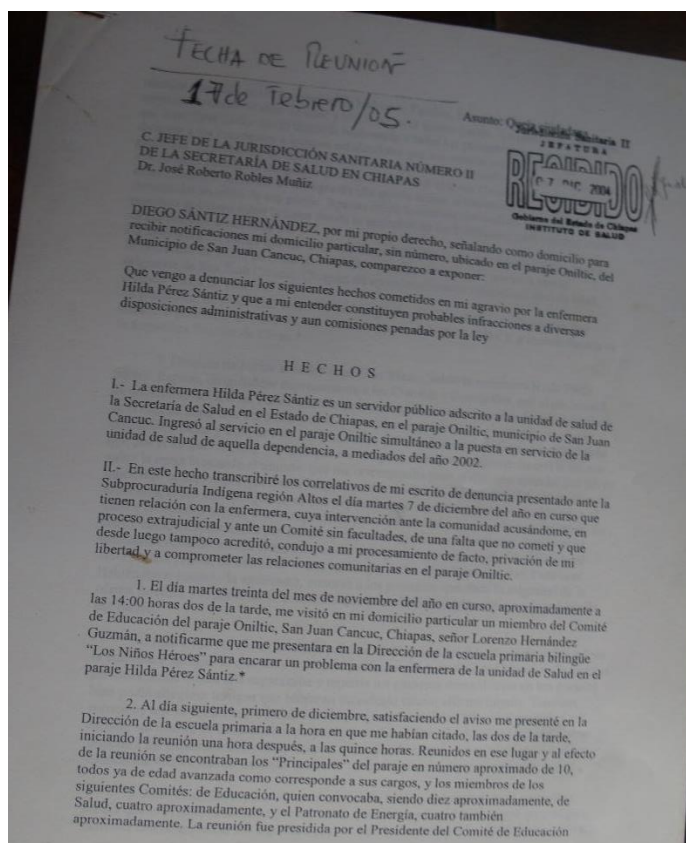 FECHA DE REUNION
17 de Febrero/05.
Asunto:
Sanitaria II
JEFATURA
RECIBIDO
07 DIC 2004
Gobierno del Estado de Chiapas
INSTITUTO DE SALUD
C. JEFE DE LA JURISDICCIÓN SANITARIA NÚMERO II
DE LA SECRETARÍA DE SALUD EN CHIAPAS
Dr. José Roberto Robles Muñiz
DIEGO SÁNTIZ HERNÁNDEZ, por mi propio derecho, señalando como domicilio para
recibir notificaciones mi domicilio particular, sin número, ubicado en el paraje Oniltic, del
Municipio de San Juan Cancuc, Chiapas, comparezco a exponer:
Que vengo a denunciar los siguientes hechos cometidos en mi agravio por la enfermera
Hilda Pérez Sántiz y que a mi entender constituyen probables infracciones a diversas
disposiciones administrativas y aun comisiones penadas por la ley
H E C H O S
I.- La enfermera Hilda Pérez Sántiz es un servidor público adscrito a la unidad de salud de
la Secretaría de Salud en el Estado de Chiapas, en el paraje Oniltic, municipio de San Juan
Cancuc. Ingresó al servicio en el paraje Oniltic simultáneo a la puesta en servicio de la
unidad de salud de aquella dependencia, a mediados del año 2002.
II.- En este hecho transcribiré los correlativos de mi escrito de denuncia presentado ante la
Subprocuraduría Indígena región Altos el día martes 7 de diciembre del año en curso que
tienen relación con la enfermera, cuya intervención ante la comunidad acusándome, en
proceso extrajudicial y ante un Comité sin facultades, de una falta que no cometí y que
desde luego tampoco acreditó, condujo a mi procesamiento de facto, privación de mi
libertad y a comprometer las relaciones comunitarias en el paraje Oniltic.
1. El día martes treinta del mes de noviembre del año en curso, aproximadamente a
las 14:00 horas dos de la tarde, me visitó en mi domicilio particular un miembro del Comité
de Educación del paraje Oniltic, San Juan Cancuc, Chiapas, señor Lorenzo Hernández
Guzmán, a notificarme que me presentara en la Dirección de la escuela primaria bilingüe
“Los Niños Héroes” para encarar un problema con la enfermera de la unidad de Salud en el
paraje Hilda Pérez Sántiz.*
2. Al día siguiente, primero de diciembre, satisfaciendo el aviso me presenté en la
Dirección de la escuela primaria a la hora en que me habían citado, las dos de la tarde,
iniciando la reunión una hora después, a las quince horas. Reunidos en ese lugar y al efecto
de la reunión se encontraban los “Principales” del paraje en número aproximado de 10,
todos ya de edad avanzada como corresponde a sus cargos, y los miembros de los
siguientes Comités: de Educación, quien convocaba, siendo diez aproximadamente, de
Salud, cuatro aproximadamente, y el Patronato de Energía, cuatro también
aproximadamente. La reunión fue presidida por el Presidente del Comité de Educación